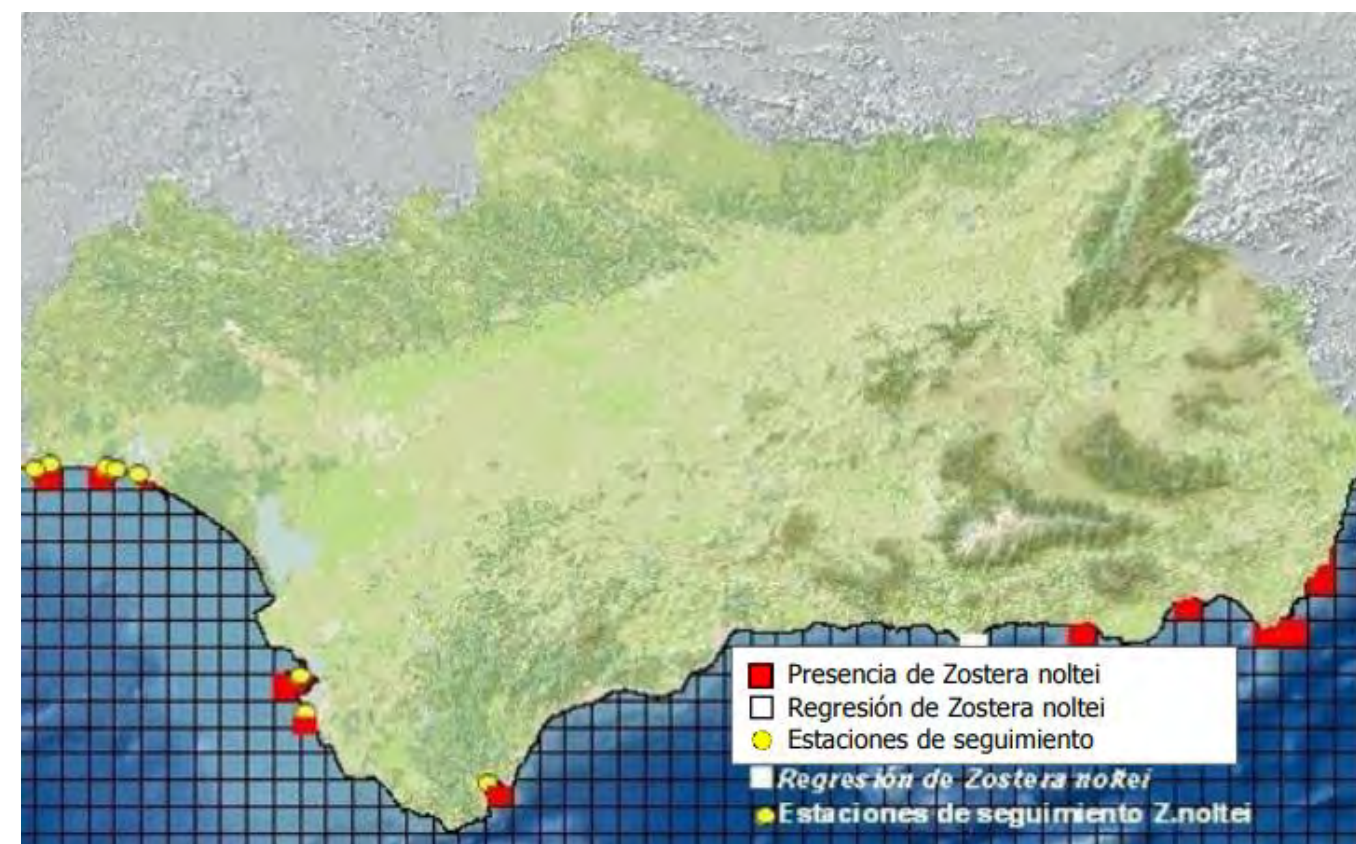 Presencia de Zostera noltei
Regresión de Zostera noltei
Estaciones de seguimiento
Regresión de Zostera noltei
Estaciones de seguimiento Z.noltei